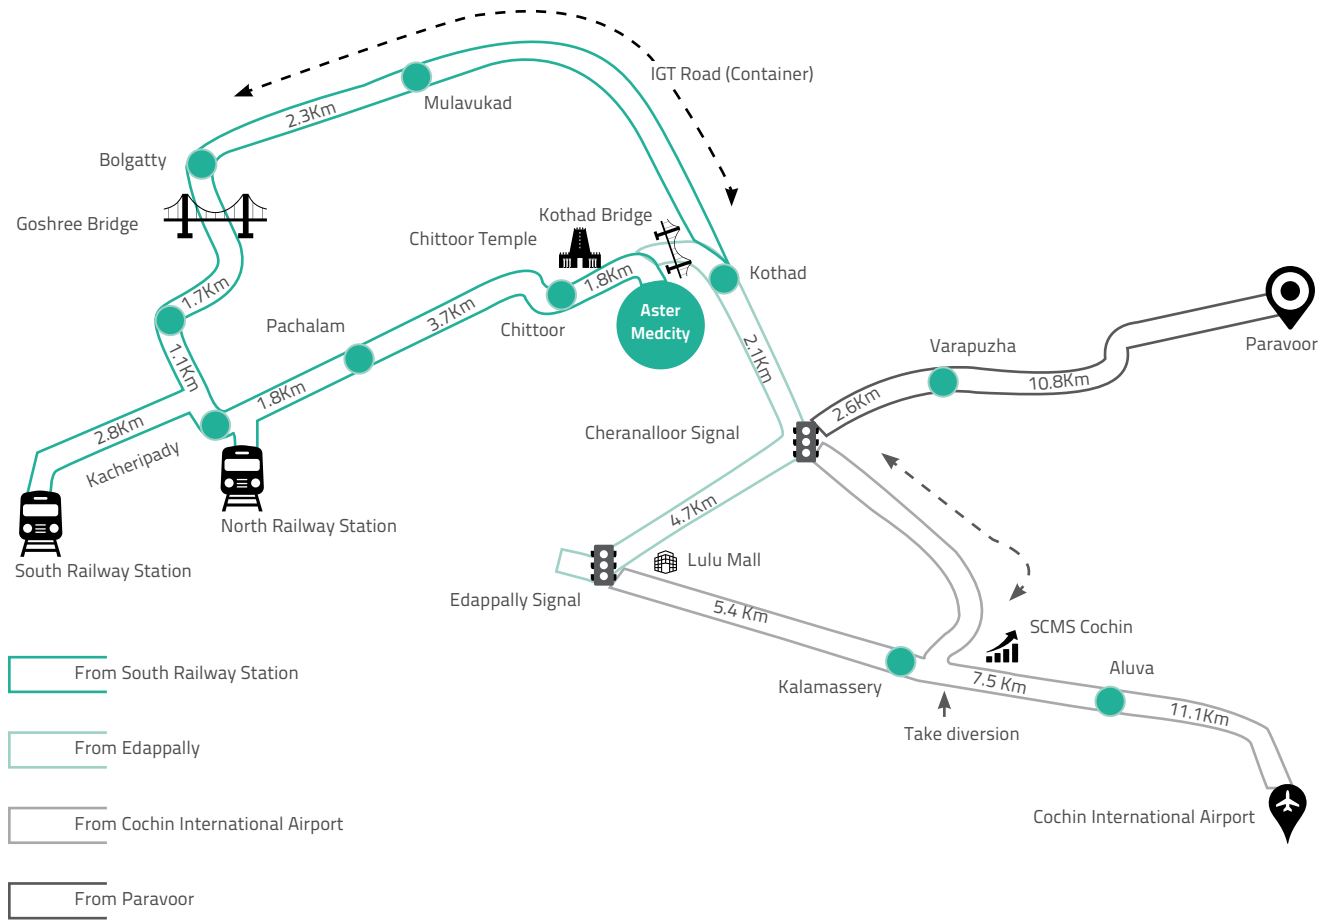 IGT Road (Container)
Mulavukad
2.3Km
Bolgatty
Goshree Bridge
Kothad Bridge
Chittoor Temple
Kothad
1.8Km
1.7Km
Aster
Medcity
3.7Km
Pachalam
Chittoor
Varapuzha
Paravoor
1.1Km
2.1Km
10.8Km
1.8Km
2.6Km
2.8Km
Cheranalloor Signal
Kacheripady
4.7Km
North Railway Station
South Railway Station
Lulu Mall
Edappally Signal
5.4 Km
SCMS Cochin
Aluva
Kalamassery
7.5 Km
11.1Km
Take diversion
Cochin International Airport
From South Railway Station
From Edappally
From Cochin International Airport
From Paravoor